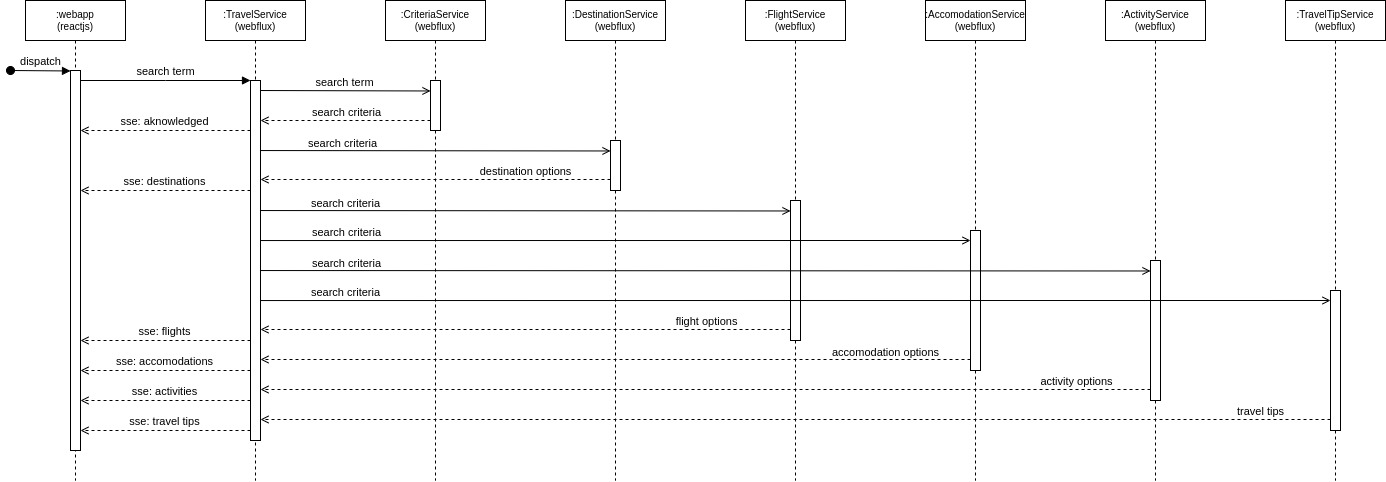 :webapp
(reactjs)
:TravelService
(webflux)
:CriteriaService
(webflux)
:DestinationService
(webflux)
:FlightService
(webflux)
:AccomodationService
(webflux)
:ActivityService
(webflux)
:TravelTipService
(webflux)
dispatch
search term
search term
search criteria
sse: aknowledged
search criteria
destination options
sse: destinations
search criteria
search criteria
search criteria
search criteria
flight options
sse: flights
accomodation options
sse: accomodations
activity options
sse: activities
travel tips
sse: travel tips